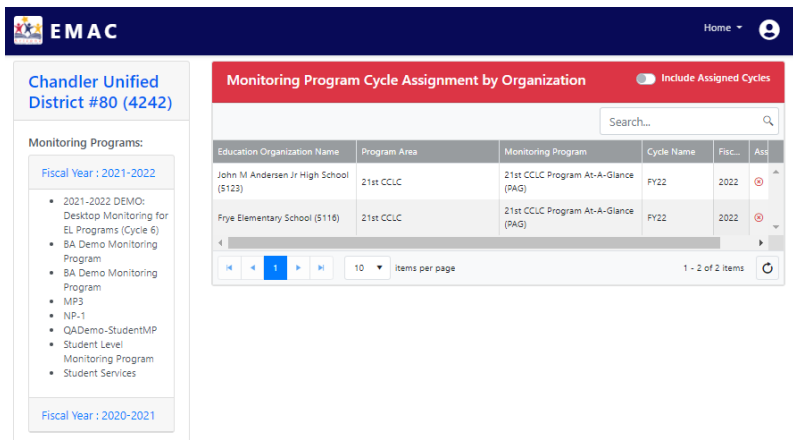 EMAC
Home
Chandler Unified
District #80 (4242)
Monitoring Programs:
Fiscal Year : 2021-2022
2021-2022 DEMO:
Desktop Monitoring for
EL Programs (Cycle 6)
BA Demo Monitoring
Program
BA Demo Monitoring
Program
MP3
NP-1
QADemo-StudentMP
Student Level
Monitoring Program
Student Services
Fiscal Year : 2020-2021
Monitoring Program Cycle Assignment by Organization
Include Assigned Cycles
Search...
Education Organization Name Program Area Monitoring Program Cycle Name Fisc... Ass
John M Andersen Jr High School
(5123)
21st CCLC
21st CCLC Program At-A-Glance
(PAG)
FY22
2022
Frye Elementary School (5116)
21st CCLC
21st CCLC Program At-A-Glance
(PAG)
FY22
2022
1
10 items per page
1 - 2 of 2 items